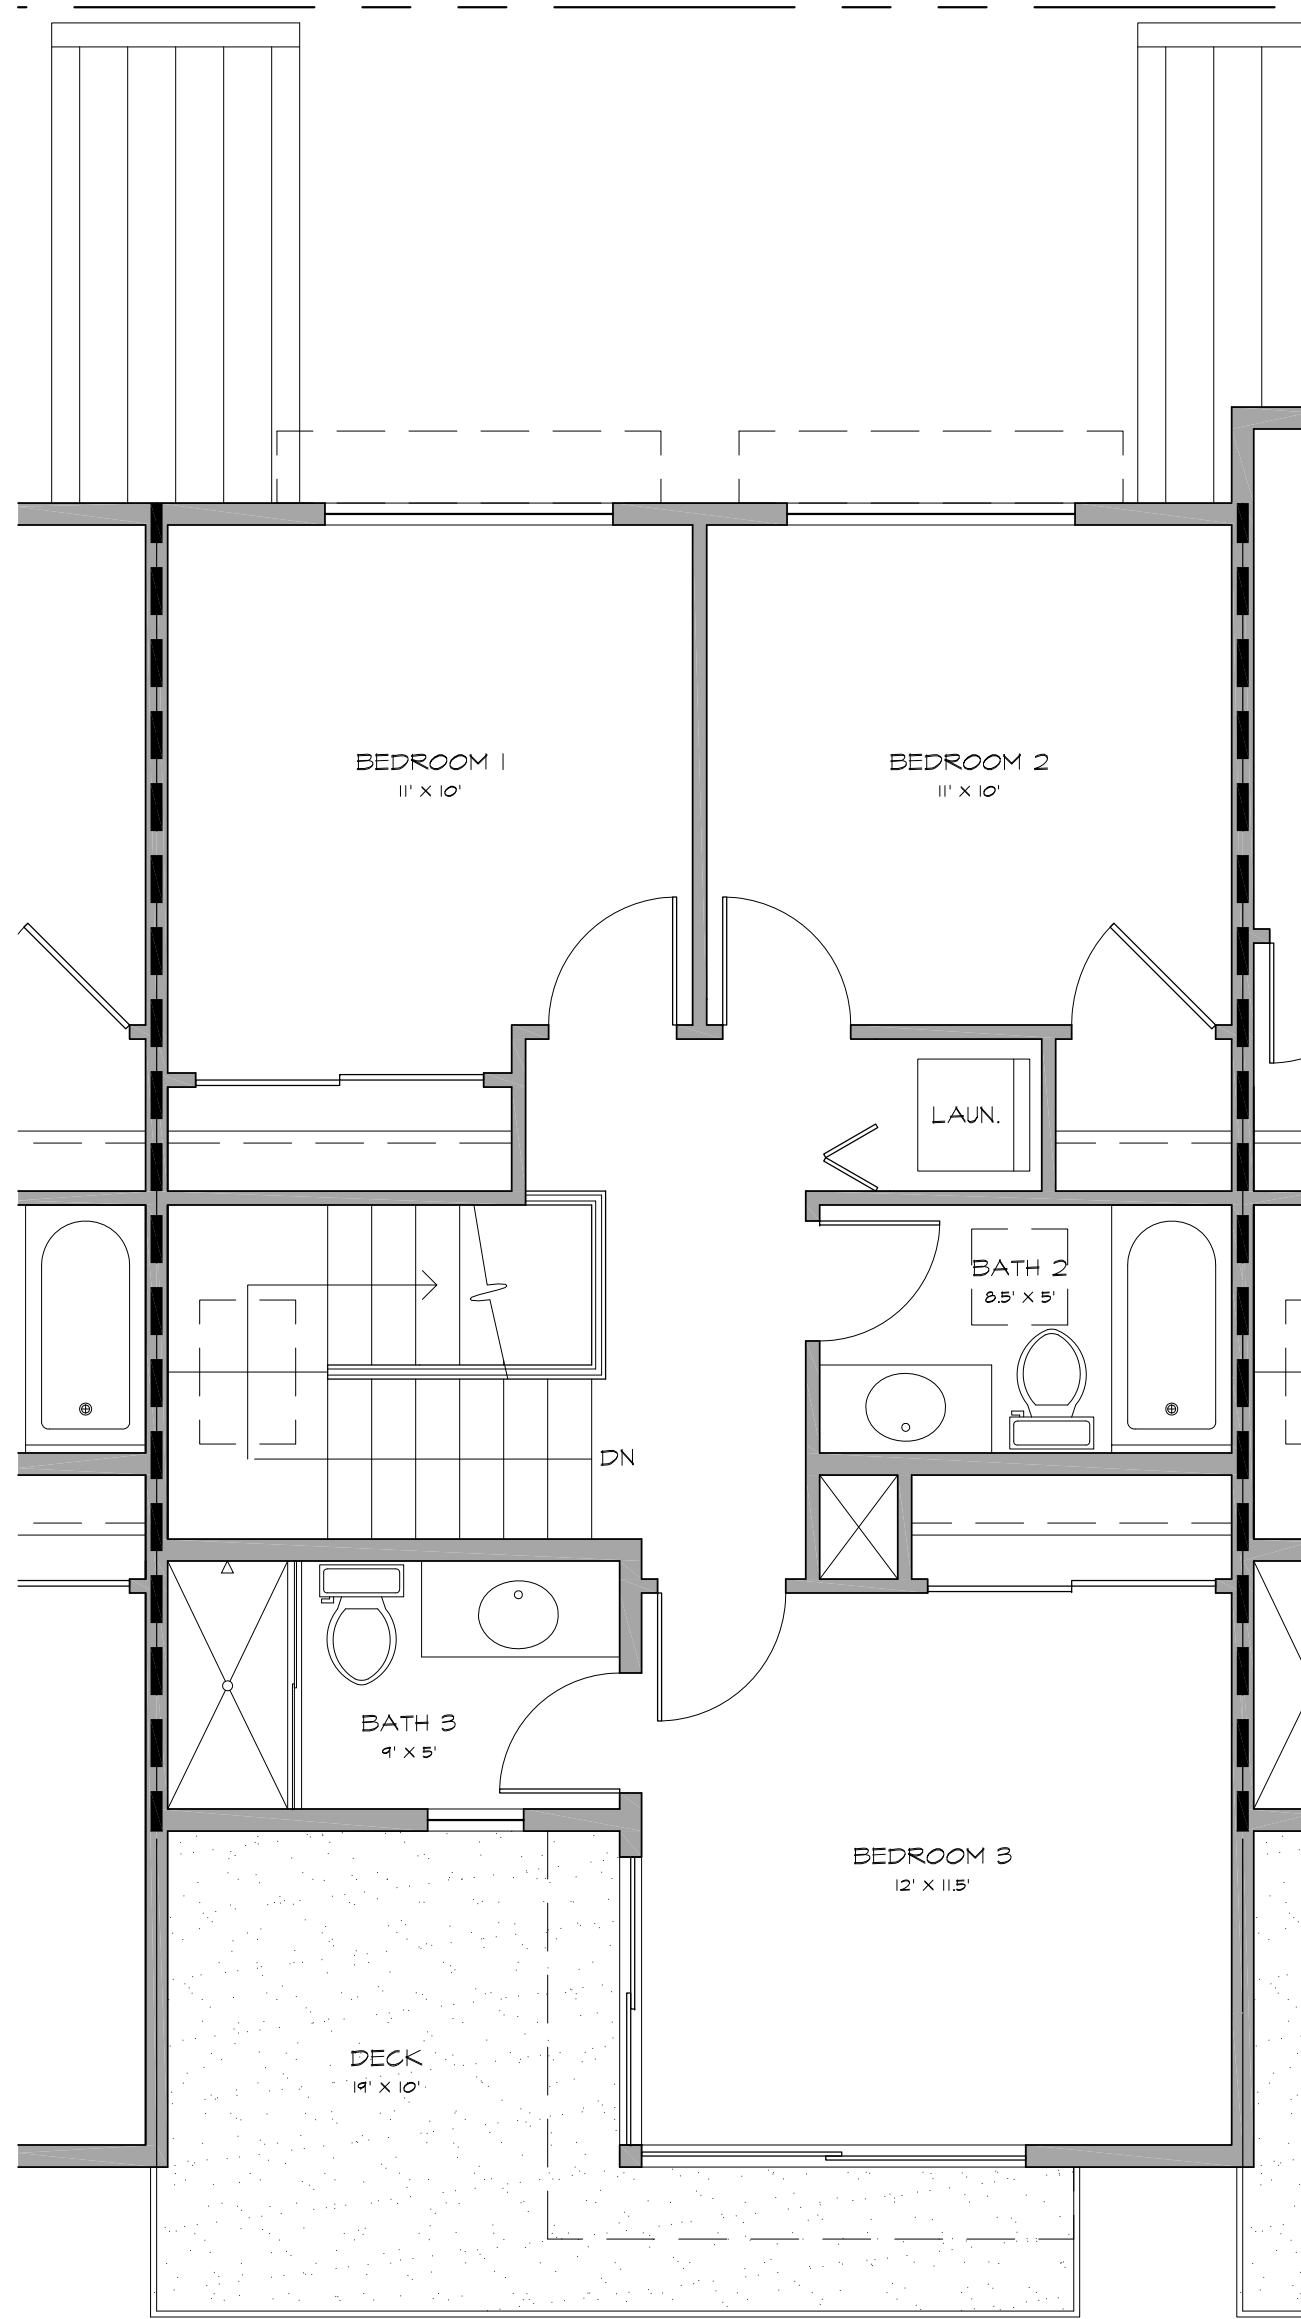 BEDROOM 1
11' X 10'
BEDROOM 2
11' X 10'
LAUN.
BATH 2
8.5' X 5'
DN
BATH 3
9' X 5'
BEDROOM 3
12' X 11.5'
DECK
19' X 10'